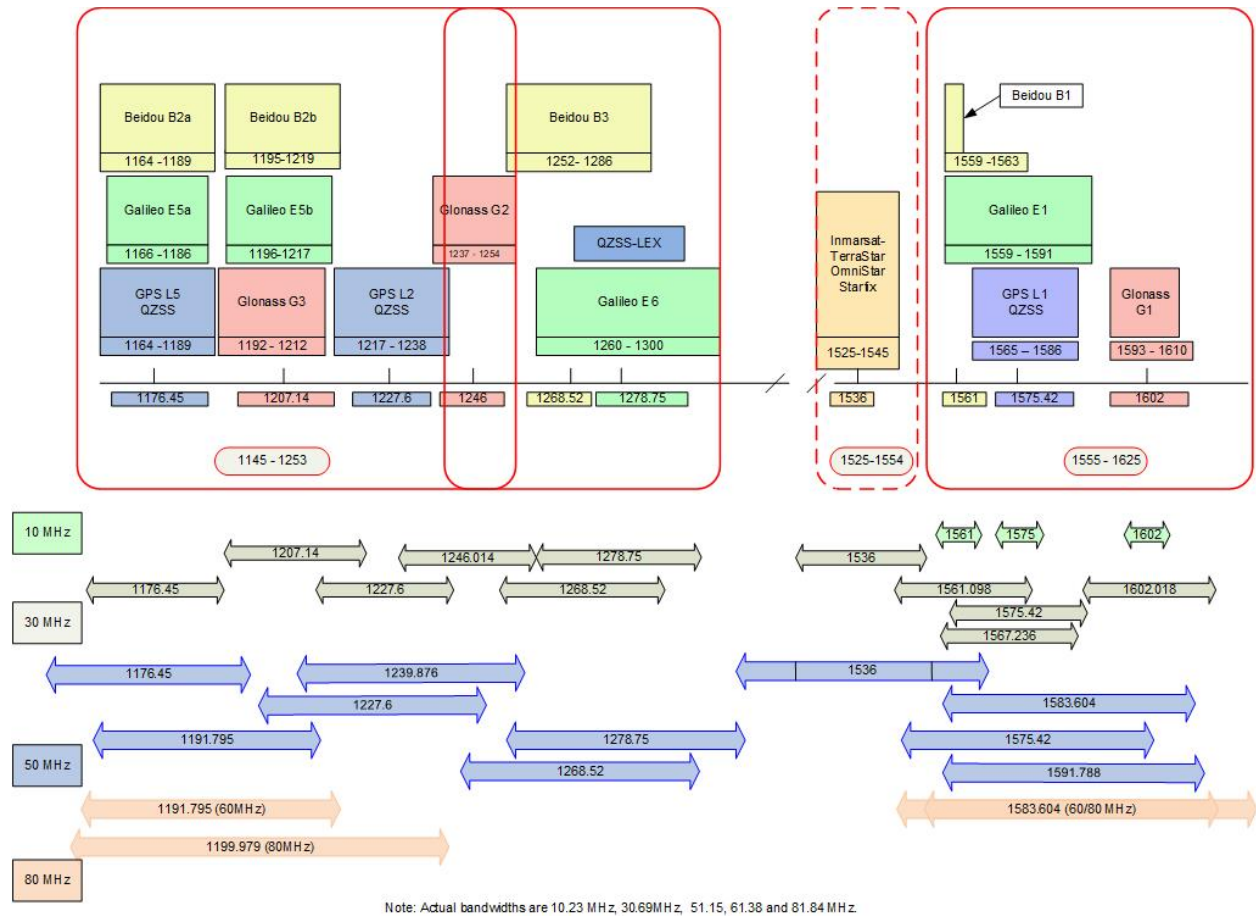 Beidou B2a
1164 -1189
Beidou B2b
1195-1219
Beidou B3
1252- 1286
Beidou B1
1559 -1563
Galileo E5a
1166 -1186
Galileo E5b
1196-1217
Glonass G2
1237 - 1254
QZSS-LEX
Inmarsat-
TerraStar
OmniStar
Starfix
1525-1545
Galileo E1
1559 – 1591
GPS L5
QZSS
1164 -1189
Glonass G3
1192 - 1212
GPS L2
QZSS
1217 - 1238
Galileo E6
1260 - 1300
GPS L1
QZSS
1565 – 1586
Glonass
G1
1593 - 1610
1176.45
1207.14
1227.6
1246
1268.52
1278.75
1536
1561
1575.42
1602
1145 - 1253
1525-1554
1555 - 1625
10 MHz
1561
1575
1602
1207.14
1246.014
1278.75
1536
1176.45
1227.6
1268.52
1561.098
1602.018
30 MHz
1575.42
1567.236
1176.45
1239.876
1536
1227.6
1583.604
1191.795
1278.75
1575.42
50 MHz
1268.52
1591.788
1191.795 (60MHz)
1583.604 (60/80 MHz)
1199.979 (80MHz)
80 MHz
Note: Actual bandwidths are 10.23 MHz, 30.69MHz, 51.15, 61.38 and 81.84 MHz.